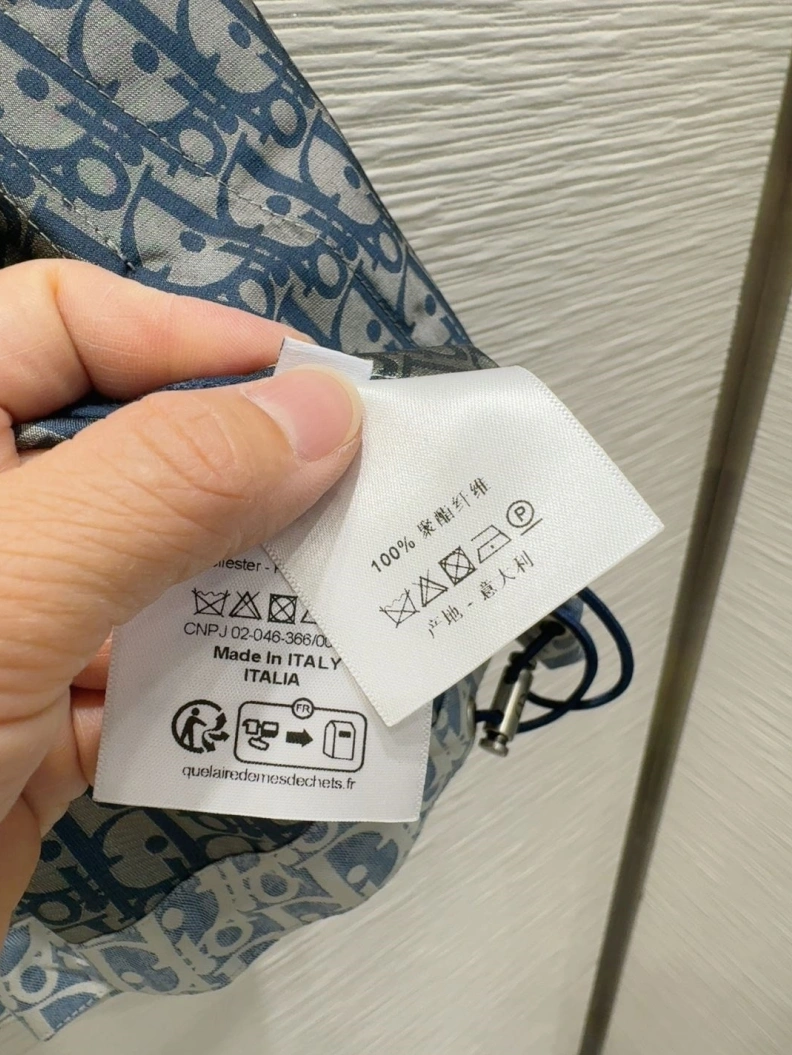 100% 聚酯纤维
P
产地 - 意大利
CNPJ 02-046-366/00
Made In ITALY
ITALIA
FR
quelairedemesdechets.fr